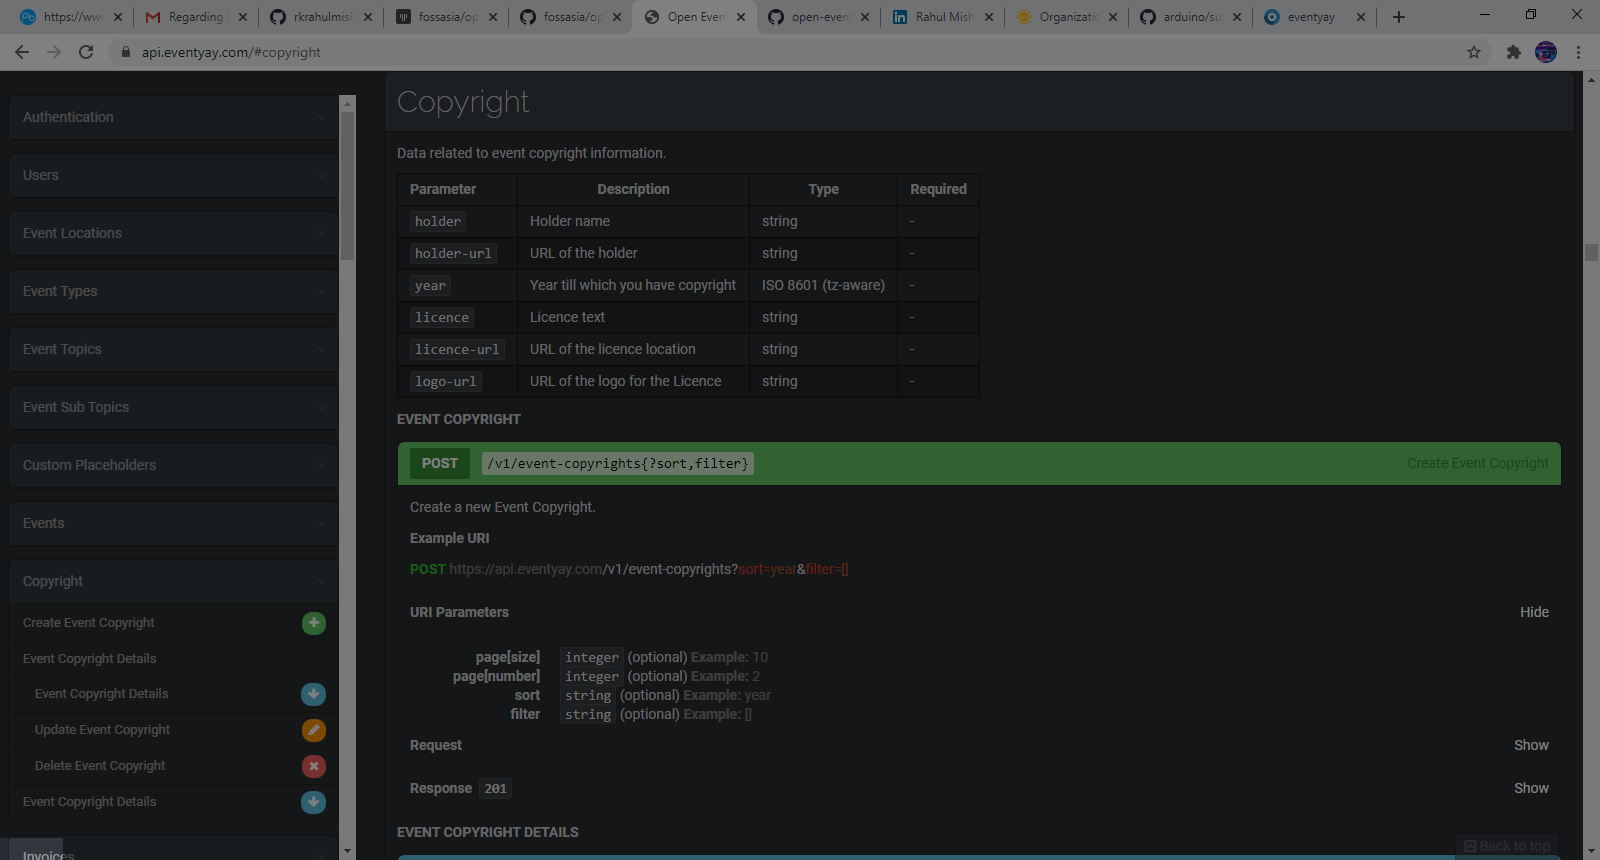 https://ww
Regarding
rkrahulmish
fossasia/op
fossasia/op
Open Even
open-event
Rahul Mish
Organizatio
arduino/su
eventyay
api.eventyay.com/#copyright
Authentication
Users
Event Locations
Event Types
Event Topics
Event Sub Topics
Custom Placeholders
Events
Copyright
Create Event Copyright
Event Copyright Details
Event Copyright Details
Update Event Copyright
Delete Event Copyright
Event Copyright Details
Invoices
Copyright
Data related to event copyright information.
Parameter Description Type Required
holder Holder name string -
holder-url URL of the holder string -
year Year till which you have copyright ISO 8601 (tz-aware) -
licence Licence text string -
licence-url URL of the licence location string -
logo-url URL of the logo for the Licence string -
EVENT COPYRIGHT
POST /v1/event-copyrights{?sort,filter} Create Event Copyright
Create a new Event Copyright.
Example URI
POST https://api.eventyay.com/v1/event-copyrights?sort=year&filter=[]
URI Parameters Hide
page[size] integer (optional) Example: 10
page[number] integer (optional) Example: 2
sort string (optional) Example: year
filter string (optional) Example: []
Request Show
Response 201 Show
EVENT COPYRIGHT DETAILS
Back to top